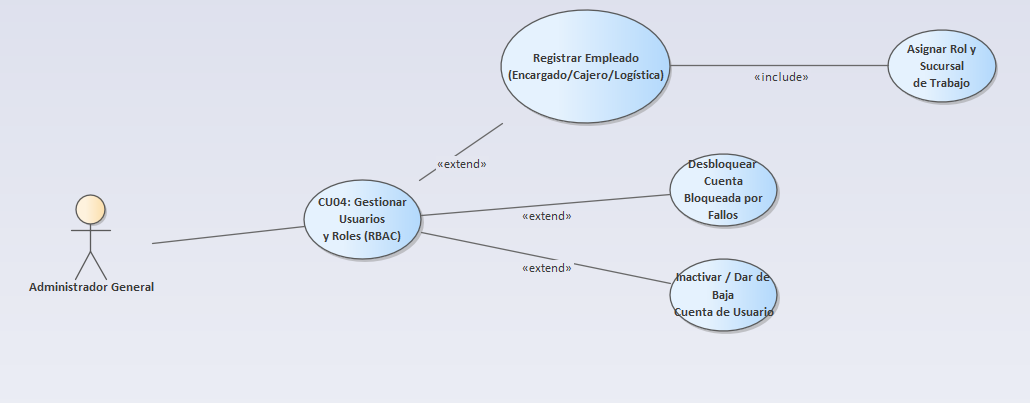 Registrar Empleado
(Encargado/Cajero/Logística)
«include»
Asignar Rol y
Sucursal
de Trabajo
«extend»
CU04: Gestionar
Usuarios
y Roles (RBAC)
«extend»
Desbloquear
Cuenta
Bloqueada por
Fallos
«extend»
Inactivar / Dar de
Baja
Cuenta de Usuario
Administrador General